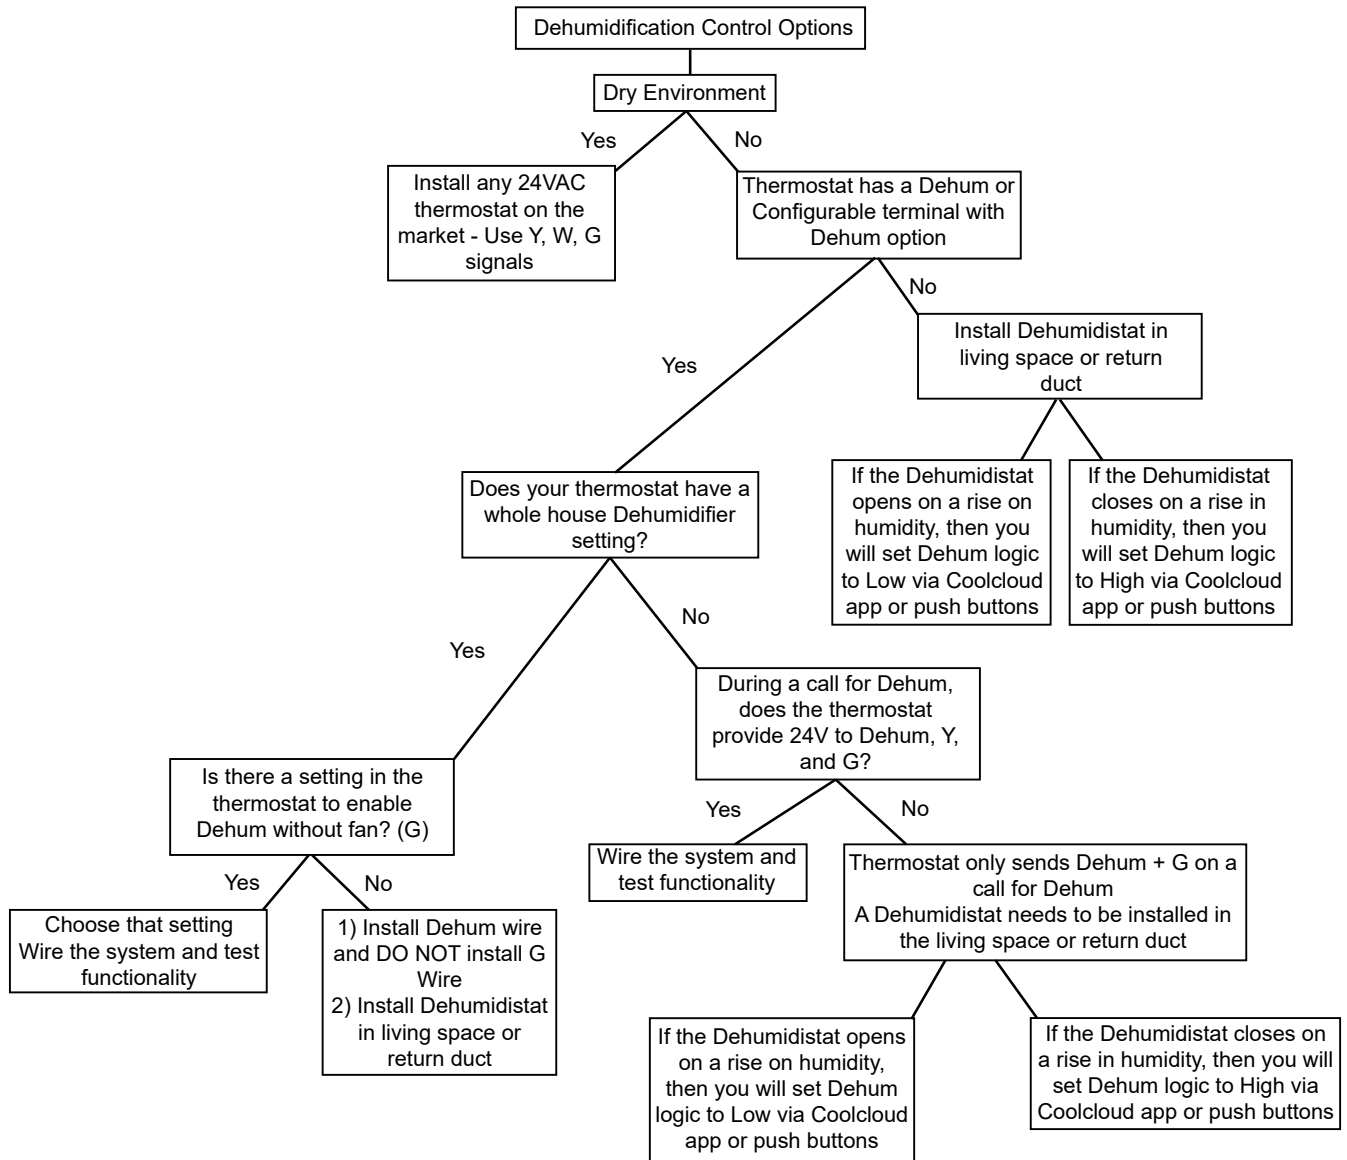 Dehumidification Control Options
Dry Environment
Yes
No
Install any 24VAC
thermostat on the
market - Use Y, W, G
signals
Thermostat has a Dehum or
Configurable terminal with
Dehum option
Yes
No
Install Dehumidistat in
living space or return
duct
If the Dehumidistat
opens on a rise on
humidity, then you
will set Dehum logic
to Low via Coolcloud
app or push buttons
If the Dehumidistat
closes on a rise in
humidity, then you
will set Dehum logic
to High via Coolcloud
app or push buttons
Does your thermostat have a
whole house Dehumidifier
setting?
Yes
No
During a call for Dehum,
does the thermostat
provide 24V to Dehum, Y,
and G?
Is there a setting in the
thermostat to enable
Dehum without fan? (G)
Yes
No
Choose that setting
Wire the system and test
functionality
1) Install Dehum wire
and DO NOT install G
Wire
2) Install Dehumidistat
in living space or
return duct
Yes
No
Wire the system and
test functionality
Thermostat only sends Dehum + G on a
call for Dehum
A Dehumidistat needs to be installed in
the living space or return duct
If the Dehumidistat opens
on a rise on humidity,
then you will set Dehum
logic to Low via Coolcloud
app or push buttons
If the Dehumidistat closes on
a rise in humidity, then you will
set Dehum logic to High via
Coolcloud app or push buttons